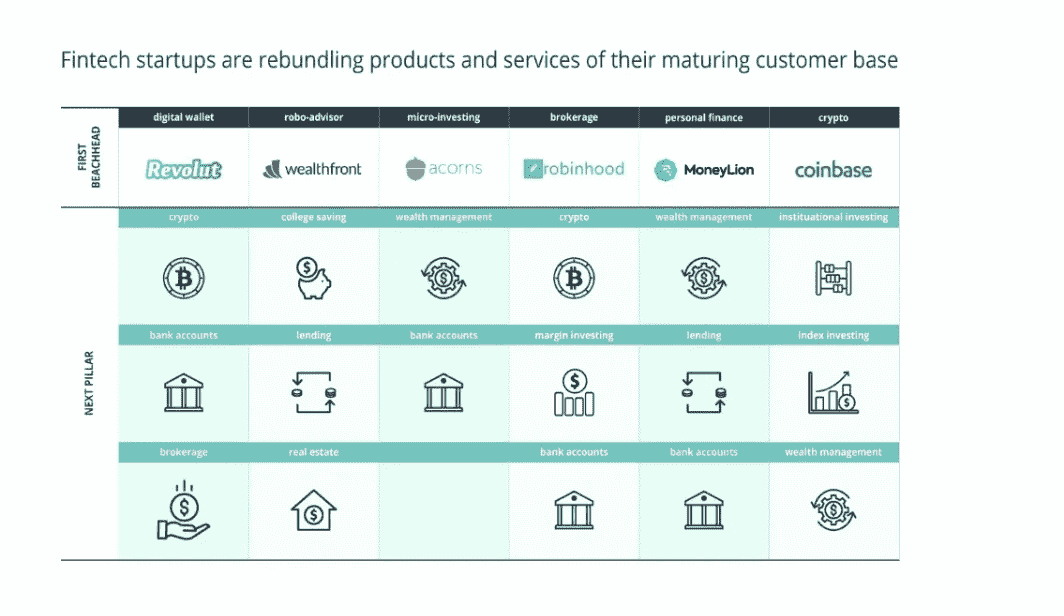 Fintech startups are rebundling products and services of their maturing customer base
digital wallet robo-advisor micro-investing brokerage personal finance crypto
FIRST
BEACHHEAD
Revolut wealthfront acorns robinhood MoneyLion coinbase
crypto college saving wealth management crypto wealth management instituational investing
NEXT PILLAR
bank accounts lending bank accounts margin investing lending index investing
brokerage real estate bank accounts bank accounts wealth management